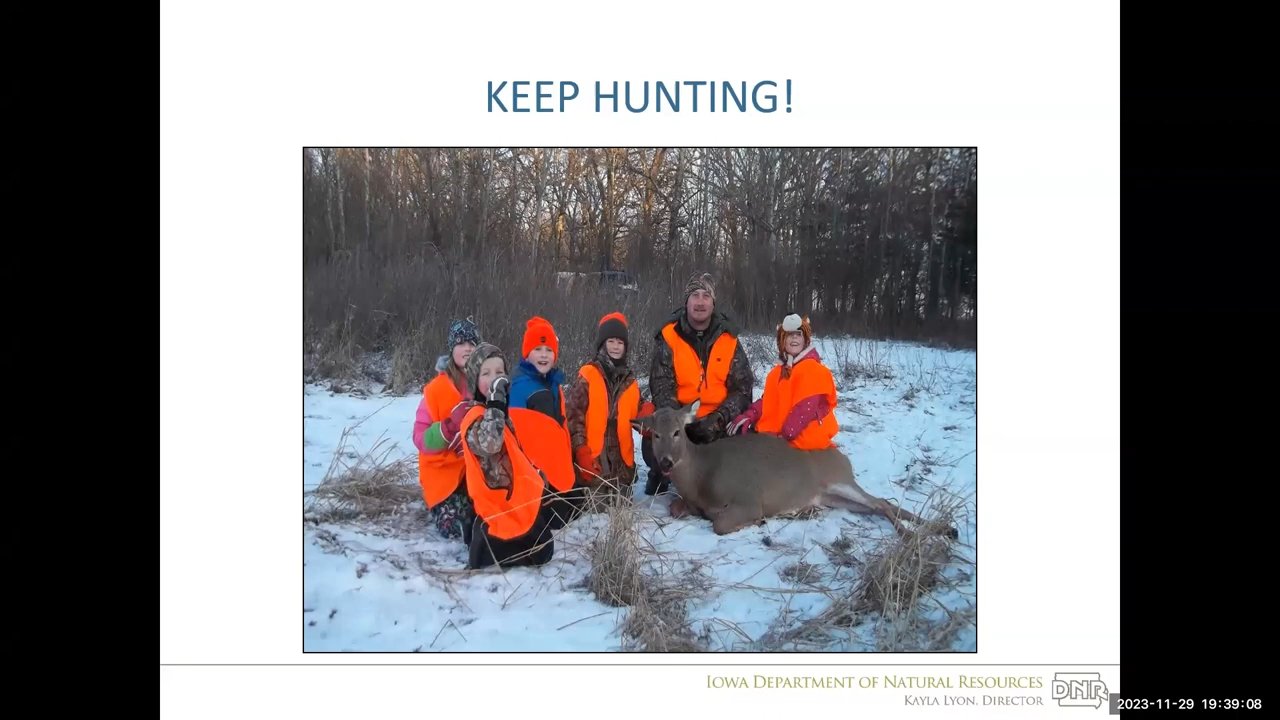 KEEP HUNTING!
IOWA DEPARTMENT OF NATURAL RESOURCES
KAYLA LYON, DIRECTOR
DNR
2023-11-29 19:39:08